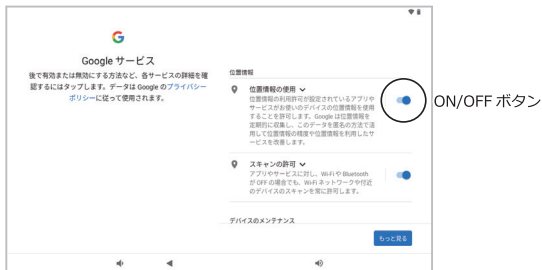 G
Google サービス
後で有効または無効にする方法など、各サービスの詳細を確
認するにはタップします。データは Google のプライバシー
ポリシーに従って使用されます。
位置情報
位置情報の使用
位置情報の利用許可が設定されているアプリや
サービスがお使いのデバイスの位置情報を使用
することを許可します。Google は位置情報を
定期的に収集し、このデータを匿名の方法で活
用して位置情報の精度や位置情報を利用したサ
ービスを改善します。
ON/OFF ボタン
スキャンの許可
アプリやサービスに対し、Wi-Fi や Bluetooth
が OFF の場合でも、Wi-Fi ネットワークや付近
のデバイスのスキャンを常に許可します。
デバイスのメンテナンス
もっと見る